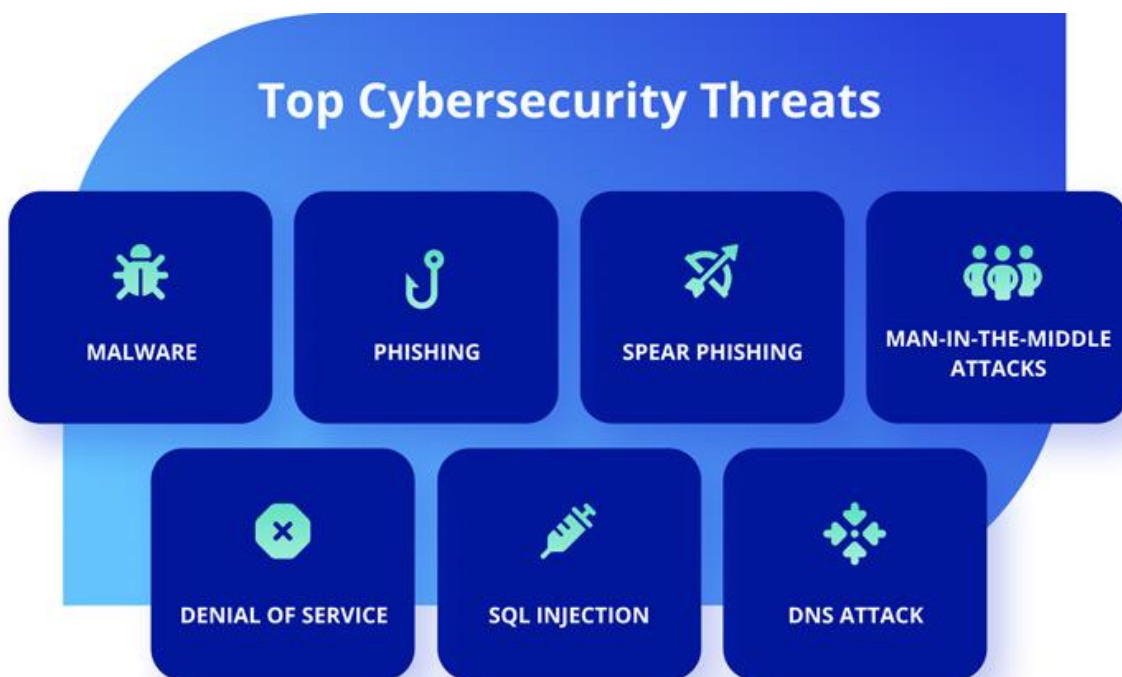 Top Cybersecurity Threats
MALWARE
PHISHING
SPEAR PHISHING
MAN-IN-THE-MIDDLE
ATTACKS
DENIAL OF SERVICE
SQL INJECTION
DNS ATTACK